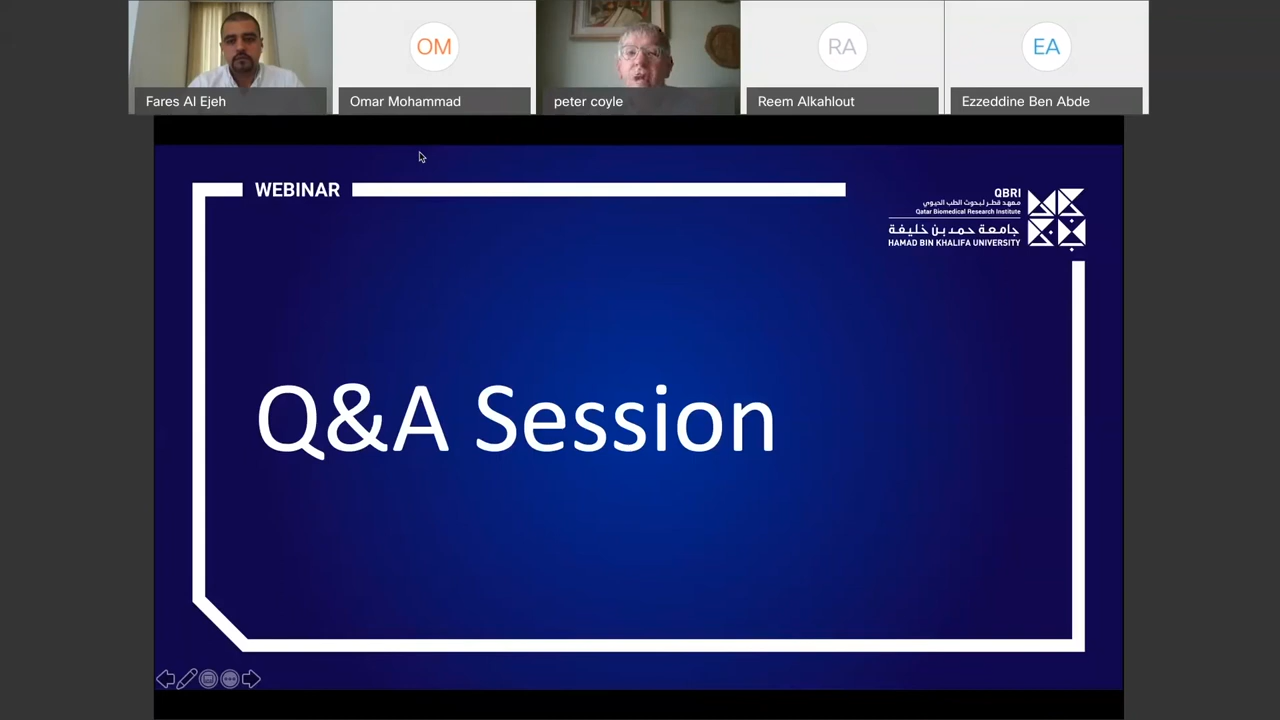 OM
RA
EA
Fares Al Ejeh
Omar Mohammad
peter coyle
Reem Alkahlout
Ezzeddine Ben Abde
WEBINAR
QBRI
معهد قطر لبحوث الطب الحيوي
Qatar Biomedical Research Institute
جامعة حمد بن خليفة
HAMAD BIN KHALIFA UNIVERSITY
Q&A Session